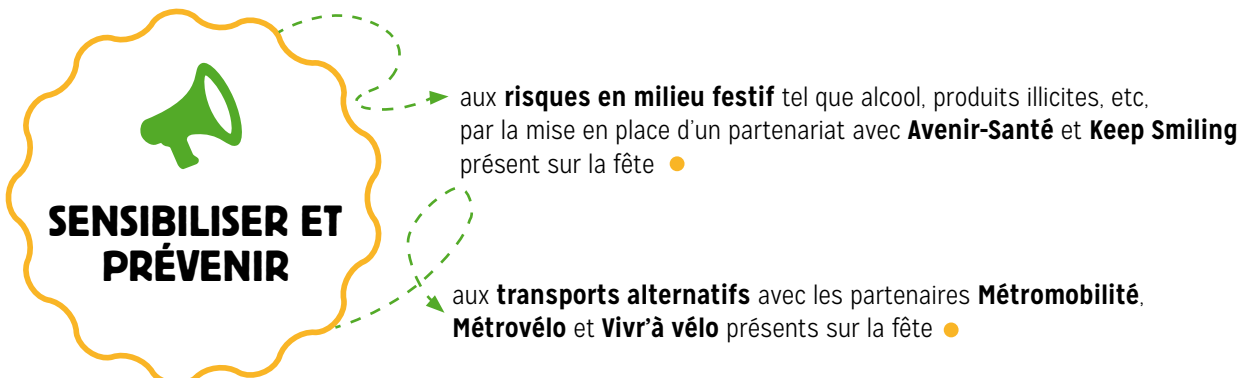 SENSIBILISER ET
PRÉVENIR
aux risques en milieu festif tel que alcool, produits illicites, etc,
par la mise en place d'un partenariat avec Avenir-Santé et Keep Smiling
présent sur la fête
aux transports alternatifs avec les partenaires Métromobilité,
Métrovélo et Vivr'à vélo présents sur la fête